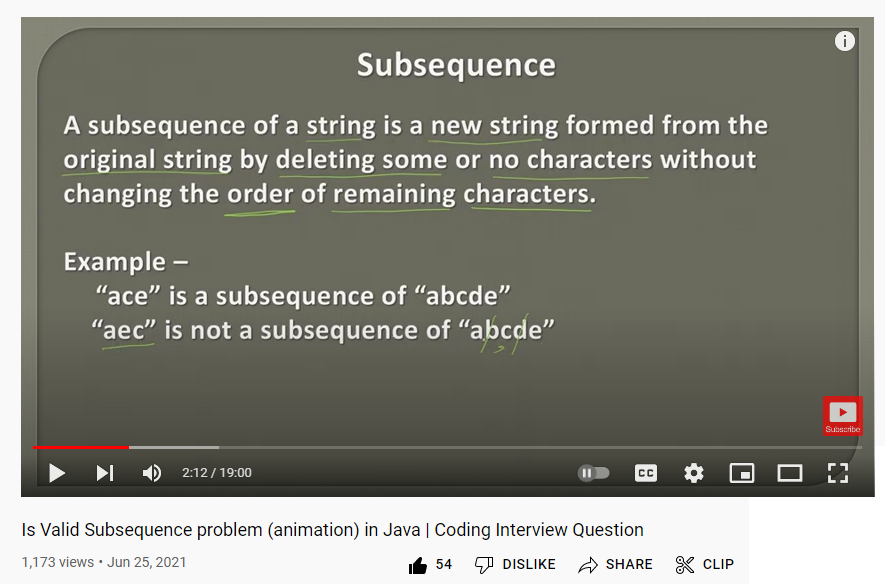 Subsequence
A subsequence of a string is a new string formed from the
original string by deleting some or no characters without
changing the order of remaining characters.
Example –
“ace” is a subsequence of “abcde”
“aec” is not a subsequence of “abcde”
Subscribe
2:12 / 19:00
CC
Is Valid Subsequence problem (animation) in Java | Coding Interview Question
1,173 views • Jun 25, 2021
54 DISLIKE SHARE CLIP